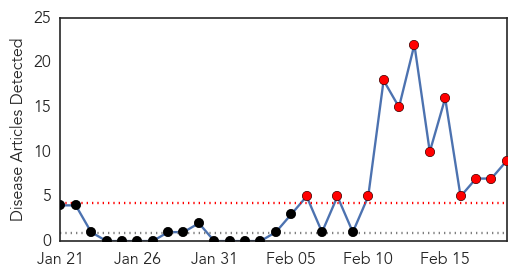 Disease Articles Detected
25
20
15
10
5
0
Jan 21
Jan 26
Jan 31
Feb 05
Feb 10
Feb 15